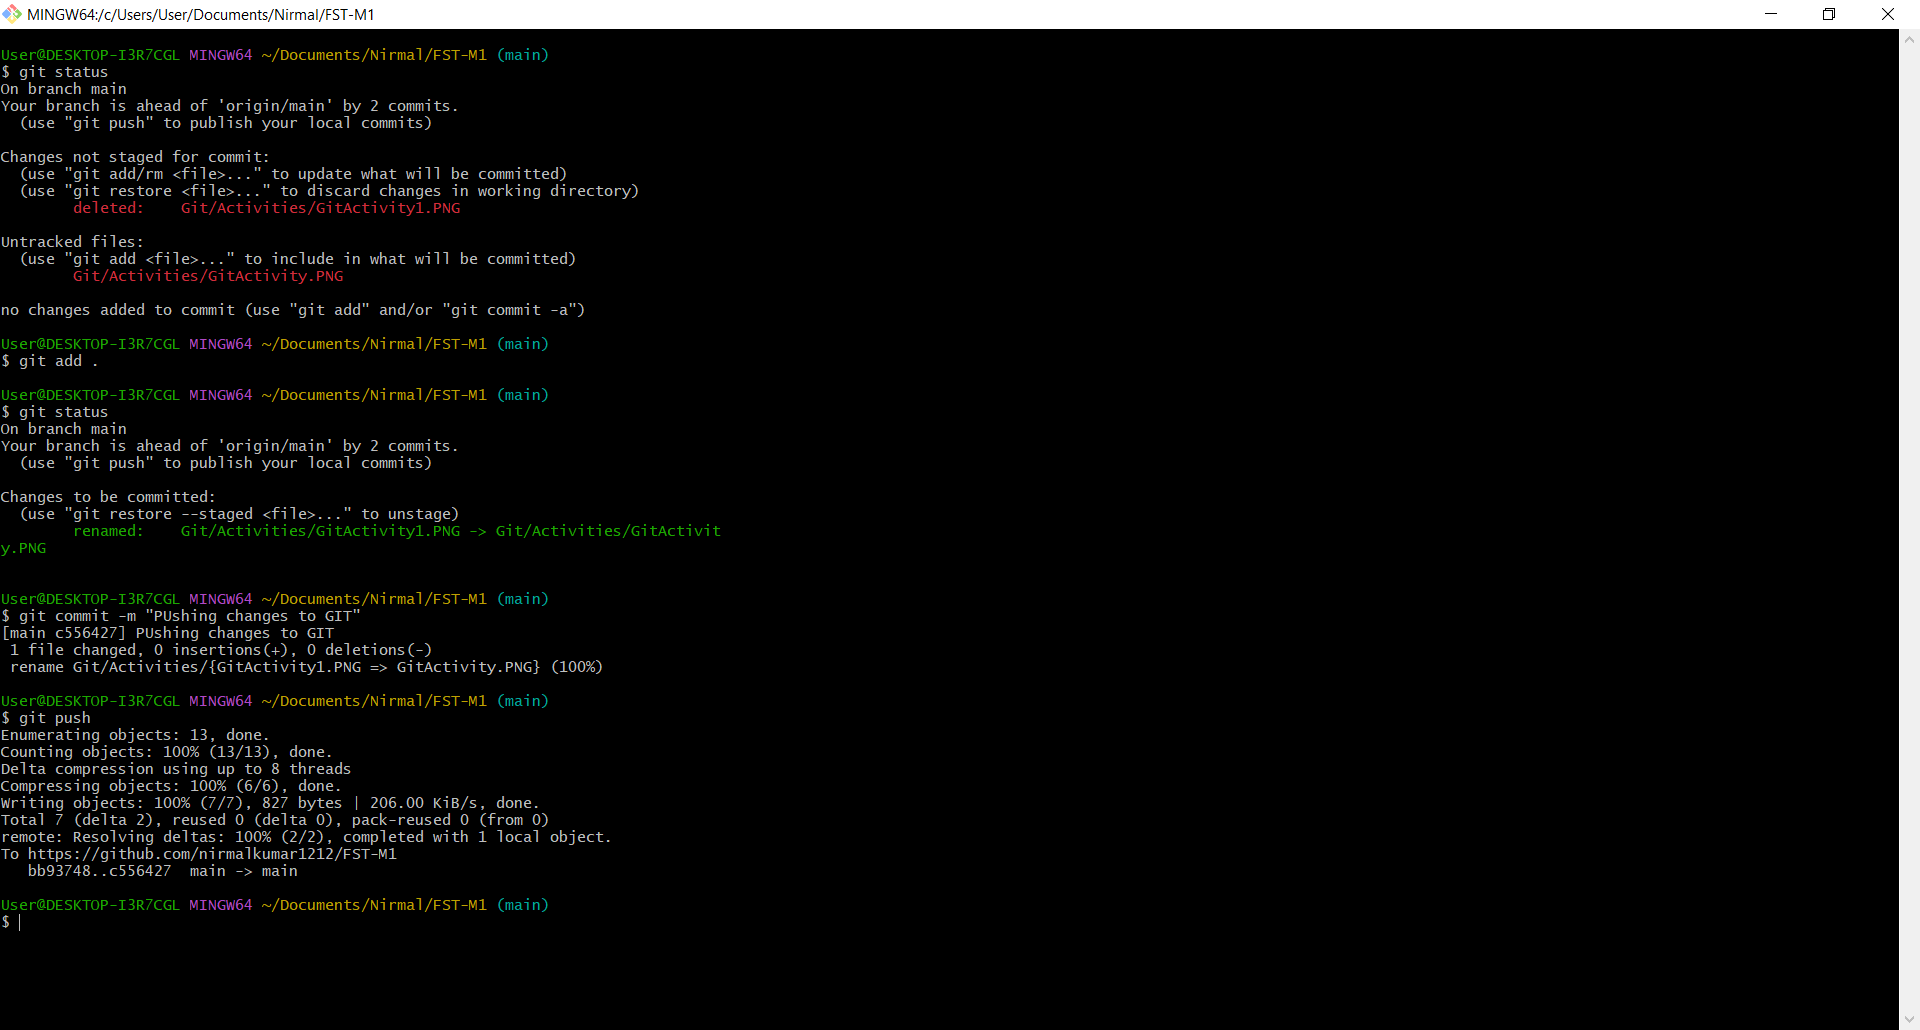 MINGW64:/c/Users/User/Documents/Nirmal/FST-M1
User@DESKTOP-I3R7CGL MINGW64 ~/Documents/Nirmal/FST-M1 (main)
$ git status
On branch main
Your branch is ahead of 'origin/main' by 2 commits.
  (use "git push" to publish your local commits)
Changes not staged for commit:
  (use "git add/rm <file>..." to update what will be committed)
  (use "git restore <file>..." to discard changes in working directory)
        deleted:    Git/Activities/GitActivity1.PNG
Untracked files:
  (use "git add <file>..." to include in what will be committed)
        Git/Activities/GitActivity.PNG
no changes added to commit (use "git add" and/or "git commit -a")
User@DESKTOP-I3R7CGL MINGW64 ~/Documents/Nirmal/FST-M1 (main)
$ git add .
User@DESKTOP-I3R7CGL MINGW64 ~/Documents/Nirmal/FST-M1 (main)
$ git status
On branch main
Your branch is ahead of 'origin/main' by 2 commits.
  (use "git push" to publish your local commits)
Changes to be committed:
  (use "git restore --staged <file>..." to unstage)
        renamed:    Git/Activities/GitActivity1.PNG -> Git/Activities/GitActivit
y.PNG
User@DESKTOP-I3R7CGL MINGW64 ~/Documents/Nirmal/FST-M1 (main)
$ git commit -m "PUshing changes to GIT"
[main c556427] PUshing changes to GIT
 1 file changed, 0 insertions(+), 0 deletions(-)
 rename Git/Activities/{GitActivity1.PNG => GitActivity.PNG} (100%)
User@DESKTOP-I3R7CGL MINGW64 ~/Documents/Nirmal/FST-M1 (main)
$ git push
Enumerating objects: 13, done.
Counting objects: 100% (13/13), done.
Delta compression using up to 8 threads
Compressing objects: 100% (6/6), done.
Writing objects: 100% (7/7), 827 bytes | 206.00 KiB/s, done.
Total 7 (delta 2), reused 0 (delta 0), pack-reused 0 (from 0)
remote: Resolving deltas: 100% (2/2), completed with 1 local object.
To https://github.com/nirmalkumar1212/FST-M1
   bb93748..c556427  main -> main
User@DESKTOP-I3R7CGL MINGW64 ~/Documents/Nirmal/FST-M1 (main)
$